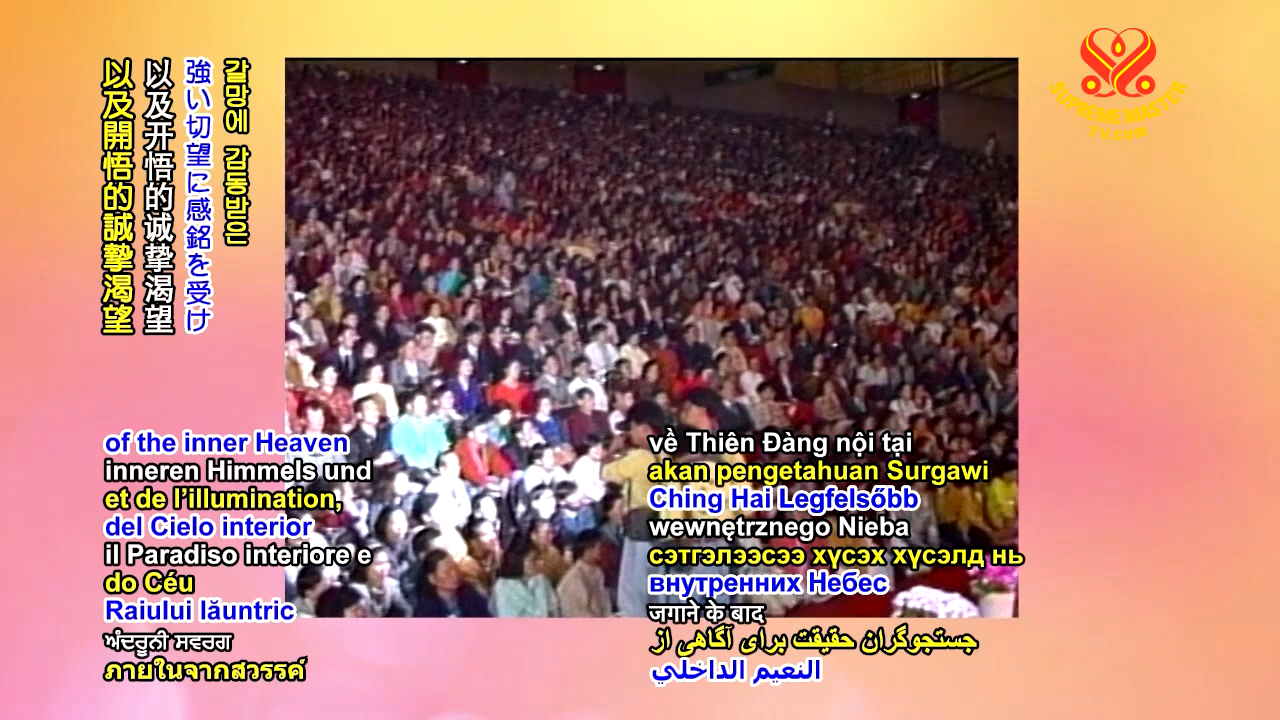 갈망에 감동받은
強い切望に感銘を受け
以及开悟的诚挚渴望
以及開悟的誠摯渴望
SUPREME MASTER
TV.com
of the inner Heaven
inneren Himmels und
et de l'illumination,
del Cielo interior
il Paradiso interiore e
do Céu
Raiului lăuntric
ਅੰਦਰੂਨੀ ਸਵਰਗ
ภายในจากสวรรค์
về Thiên Đàng nội tại
akan pengetahuan Surgawi
Ching Hai Legfelsőbb
wewnętrznego Nieba
сэтгэлээсээ хүсэх хүсэлд нь
внутренних Небес
जगाने के बाद
جستجوگران حقیقت برای آگاهی از
النعيم الداخلي